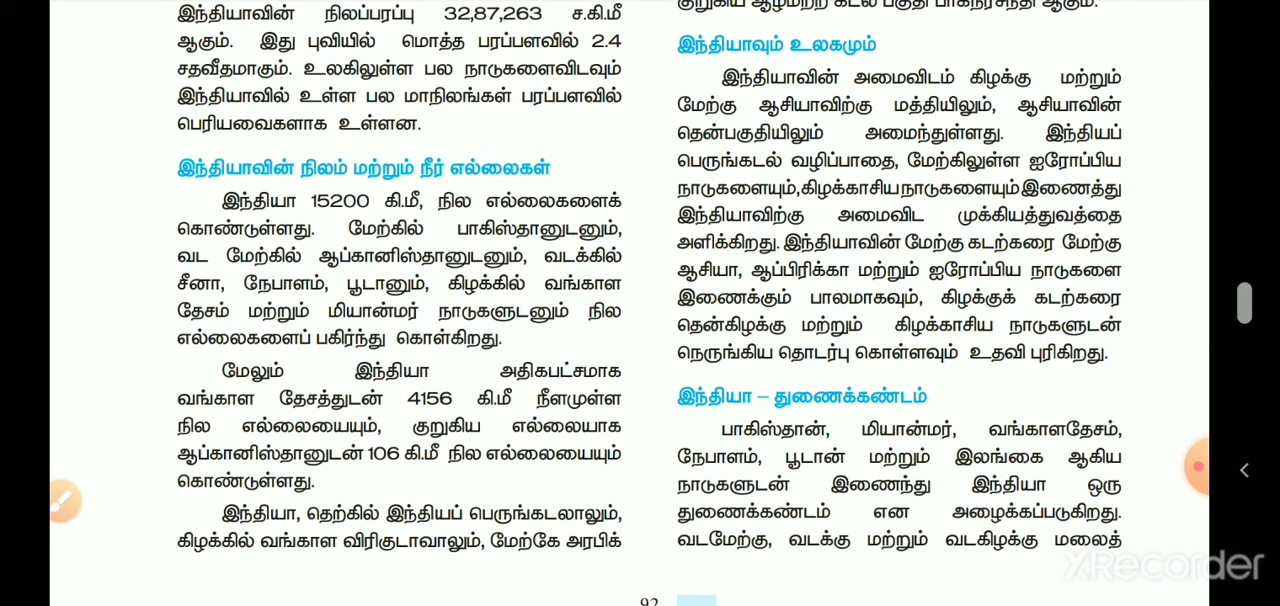 இந்தியாவின் நிலப்பரப்பு 32,87,263 ச.கி.மீ
ஆகும். இது புவியில் மொத்த பரப்பளவில் 2.4
சதவீதமாகும். உலகிலுள்ள பல நாடுகளைவிடவும்
இந்தியாவில் உள்ள பல மாநிலங்கள் பரப்பளவில்
பெரியவைகளாக உள்ளன.
இந்தியாவின் நிலம் மற்றும் நீர் எல்லைகள்
இந்தியா 15200 கி.மீ, நில எல்லைகளைக்
கொண்டுள்ளது. மேற்கில் பாகிஸ்தானுடனும்,
வட மேற்கில் ஆப்கானிஸ்தானுடனும், வடக்கில்
சீனா, நேபாளம், பூடானும், கிழக்கில் வங்காள
தேசம் மற்றும் மியான்மர் நாடுகளுடனும் நில
எல்லைகளைப் பகிர்ந்து கொள்கிறது.
மேலும் இந்தியா அதிகபட்சமாக
வங்காள தேசத்துடன் 4156 கி.மீ நீளமுள்ள
நில எல்லையையும், குறுகிய எல்லையாக
ஆப்கானிஸ்தானுடன் 106 கி.மீ நில எல்லையையும்
கொண்டுள்ளது.
இந்தியா, தெற்கில் இந்தியப் பெருங்கடலாலும்,
கிழக்கில் வங்காள விரிகுடாவாலும், மேற்கே அரபிக்
குறுகிய ஆழமற்ற கடல் பகுதி பாக்நீர்சந்தி ஆகும்.
இந்தியாவும் உலகமும்
இந்தியாவின் அமைவிடம் கிழக்கு மற்றும்
மேற்கு ஆசியாவிற்கு மத்தியிலும், ஆசியாவின்
தென்பகுதியிலும் அமைந்துள்ளது. இந்தியப்
பெருங்கடல் வழிப்பாதை, மேற்கிலுள்ள ஐரோப்பிய
நாடுகளையும்,கிழக்காசிய நாடுகளையும் இணைத்து
இந்தியாவிற்கு அமைவிட முக்கியத்துவத்தை
அளிக்கிறது. இந்தியாவின் மேற்கு கடற்கரை மேற்கு
ஆசியா, ஆப்பிரிக்கா மற்றும் ஐரோப்பிய நாடுகளை
இணைக்கும் பாலமாகவும், கிழக்குக் கடற்கரை
தென்கிழக்கு மற்றும் கிழக்காசிய நாடுகளுடன்
நெருங்கிய தொடர்பு கொள்ளவும் உதவி புரிகிறது.
இந்தியா – துணைக்கண்டம்
பாகிஸ்தான், மியான்மர், வங்காளதேசம்,
நேபாளம், பூடான் மற்றும் இலங்கை ஆகிய
நாடுகளுடன் இணைந்து இந்தியா ஒரு
துணைக்கண்டம் என அழைக்கப்படுகிறது.
வடமேற்கு, வடக்கு மற்றும் வடகிழக்கு மலைத்
92
XRecorder